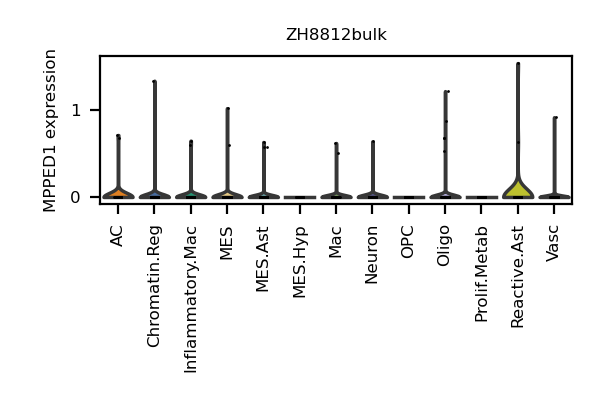 ZH8812bulk
MPPED1 expression
1
0
AC
Chromatin.Reg
Inflammatory.Mac
MES
MES.Ast
MES.Hyp
Mac
Neuron
OPC
Oligo
Prolif.Metab
Reactive.Ast
Vasc